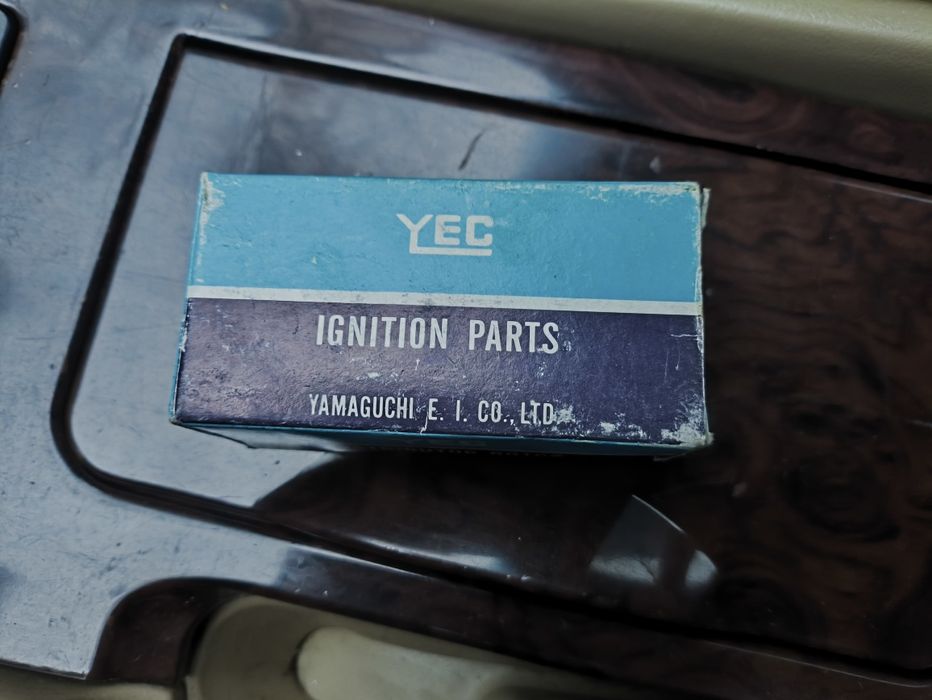 YEC
IGNITION PARTS
YAMAGUCHI E. I. CO., LTD.